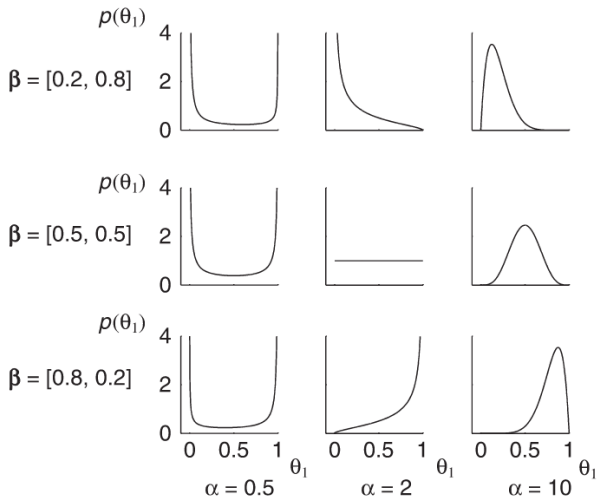 p(θ₁)
4
β = [0.2, 0.8] 2
0
p(θ₁)
4
β = [0.5, 0.5] 2
0
p(θ₁)
4
β = [0.8, 0.2] 2
0
0 0.5 1 0 0.5 1 0 0.5 1
θ₁ θ₁ θ₁
α = 0.5 α = 2 α = 10